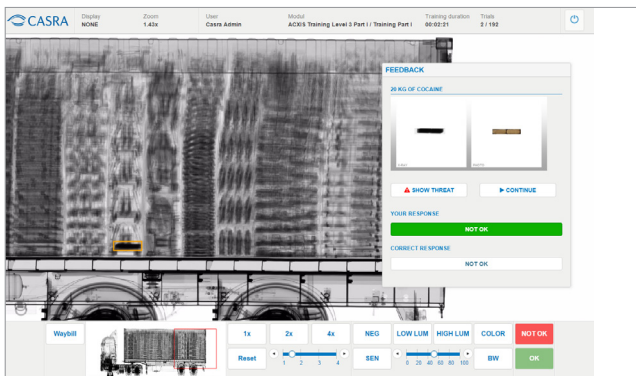 CASRA
Display
NONE
Zoom
1.43x
User
Casra Admin
Modul
ACXIS Training Level 3 Part I / Training Part I
Training duration
00:02:21
Trials
2 / 192
FEEDBACK
20 KG OF COCAINE
SHOW THREAT
CONTINUE
YOUR RESPONSE
NOT OK
CORRECT RESPONSE
NOT OK
Waybill
1x 2x 4x NEG LOW LUM HIGH LUM COLOR NOT OK
Reset 1 2 3 4 SEN 0 20 40 60 80 100 BW OK